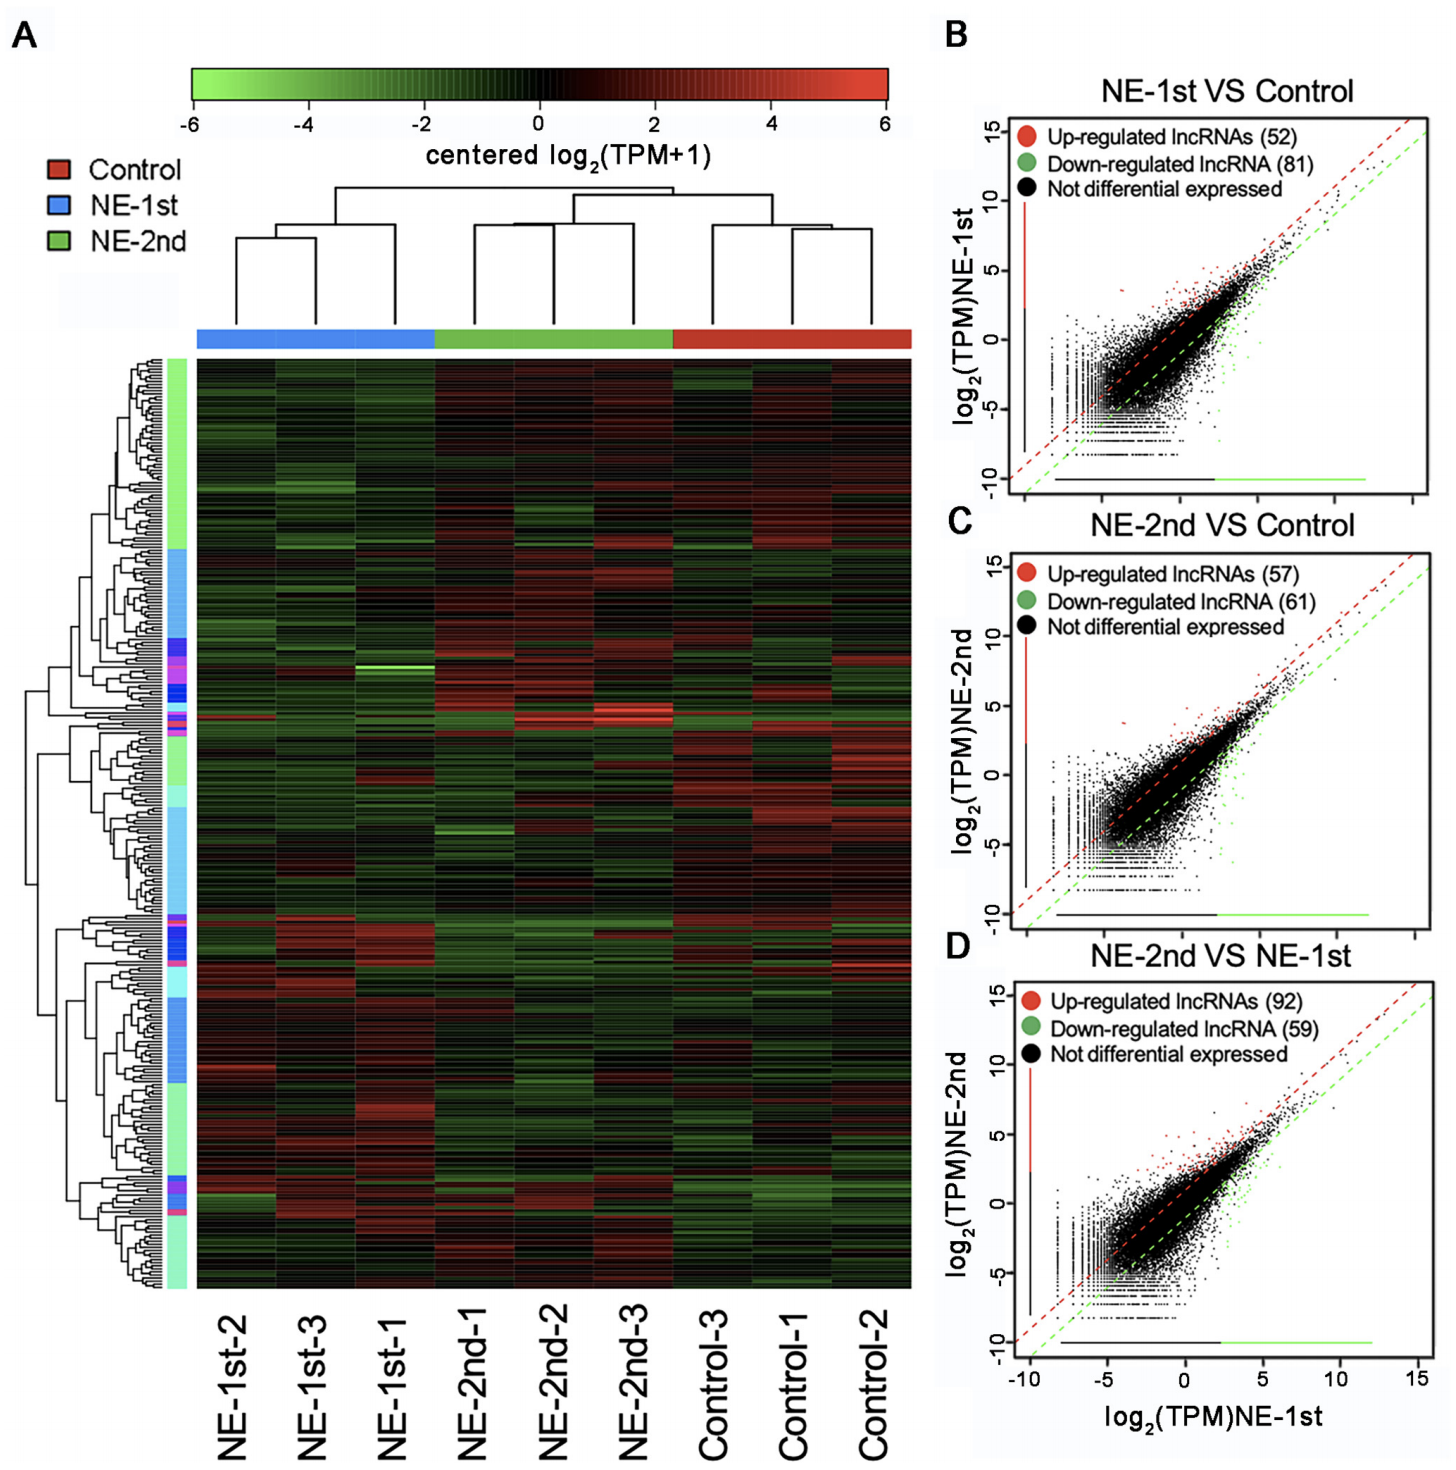 A
-6 -4 -2 0 2 4 6
centered log2(TPM+1)
Control
NE-1st
NE-2nd
NE-1st-2
NE-1st-3
NE-1st-1
NE-2nd-1
NE-2nd-2
NE-2nd-3
Control-3
Control-1
Control-2
B
NE-1st VS Control
Up-regulated lncRNAs (52)
Down-regulated lncRNA (81)
Not differential expressed
log2(TPM)NE-1st
15
10
5
0
-5
-10
C
NE-2nd VS Control
Up-regulated lncRNAs (57)
Down-regulated lncRNA (61)
Not differential expressed
log2(TPM)NE-2nd
15
10
5
0
-5
-10
D
NE-2nd VS NE-1st
Up-regulated lncRNAs (92)
Down-regulated lncRNA (59)
Not differential expressed
log2(TPM)NE-2nd
15
10
5
0
-5
-10
-10 -5 0 5 10 15
log2(TPM)NE-1st